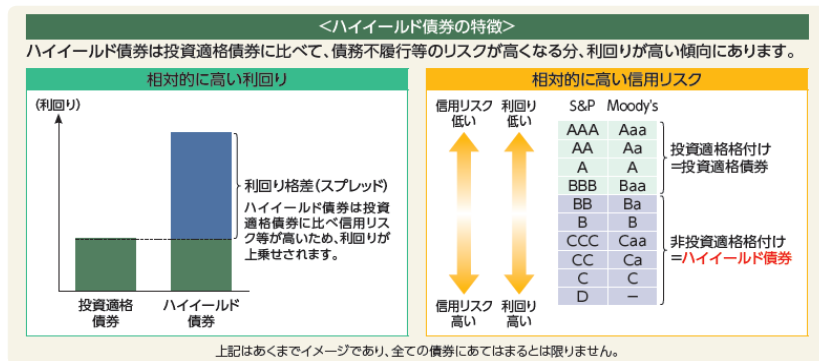 <ハイイールド債券の特徴>
ハイイールド債券は投資適格債券に比べて、債務不履行等のリスクが高くなる分、利回りが高い傾向にあります。
相対的に高い利回り
(利回り)
利回り格差(スプレッド)
ハイイールド債券は投資
適格債券に比べ信用リス
ク等が高いため、利回りが
上乗せされます。
投資適格
債券
ハイイールド
債券
相対的に高い信用リスク
信用リスク
低い
利回り
低い
S&P Moody's
AAA Aaa
AA Aa
A A
BBB Baa
BB Ba
B B
CCC Caa
CC Ca
C C
D –
投資適格格付け
=投資適格債券
非投資適格格付け
=ハイイールド債券
信用リスク
高い
利回り
高い
上記はあくまでイメージであり、全ての債券にあてはまるとは限りません。